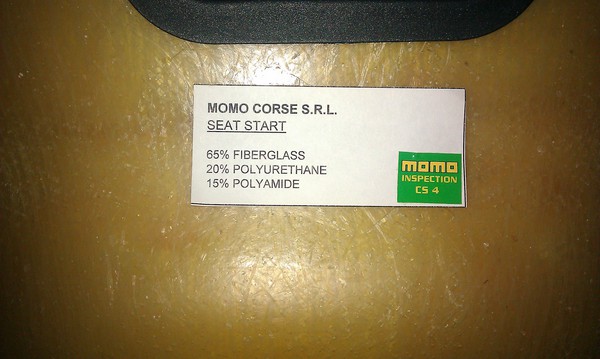 MOMO CORSE S.R.L.
SEAT START
65% FIBERGLASS
20% POLYURETHANE
15% POLYAMIDE
momo
INSPECTION
CS 4